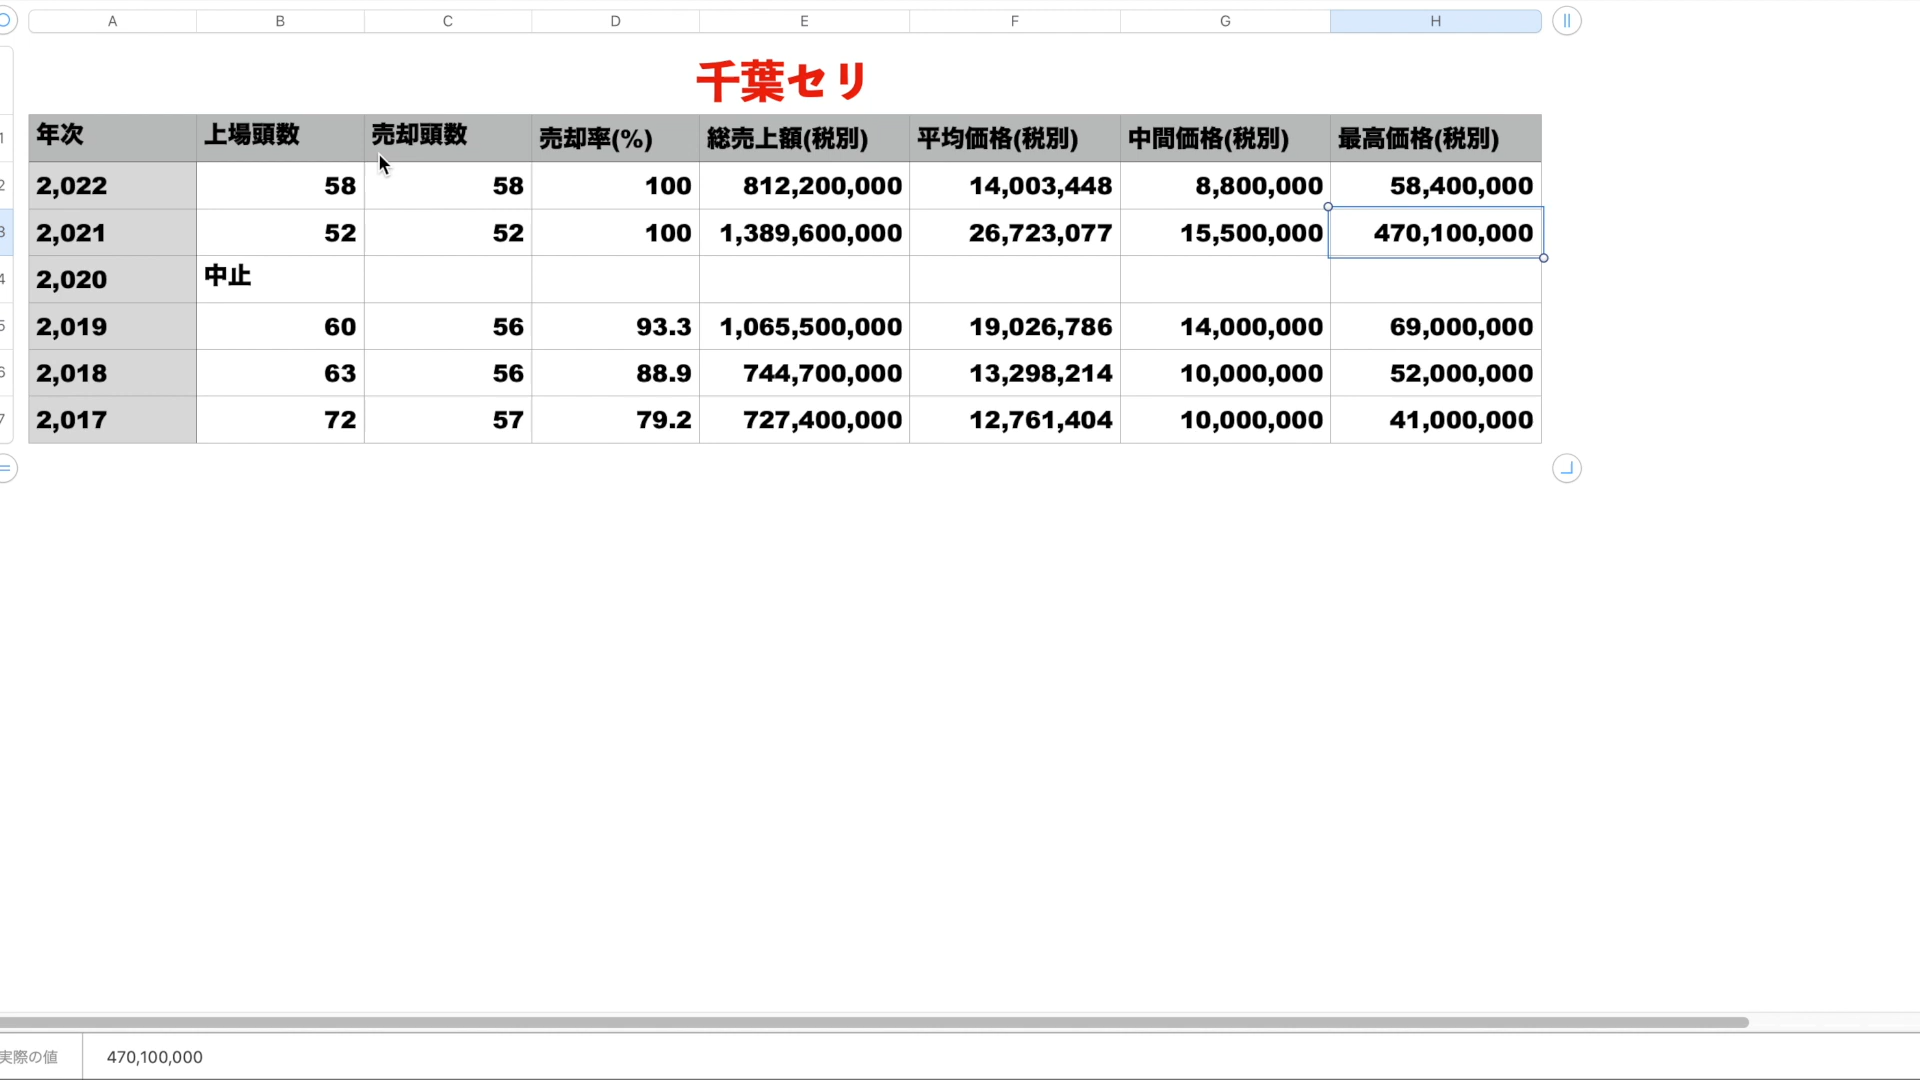 A B C D E F G H
千葉セリ
1 年次 上場頭数 売却頭数 売却率(%) 総売上額(税別) 平均価格(税別) 中間価格(税別) 最高価格(税別)
2 2,022 58 58 100 812,200,000 14,003,448 8,800,000 58,400,000
3 2,021 52 52 100 1,389,600,000 26,723,077 15,500,000 470,100,000
4 2,020 中止
5 2,019 60 56 93.3 1,065,500,000 19,026,786 14,000,000 69,000,000
6 2,018 63 56 88.9 744,700,000 13,298,214 10,000,000 52,000,000
7 2,017 72 57 79.2 727,400,000 12,761,404 10,000,000 41,000,000
実際の値 470,100,000